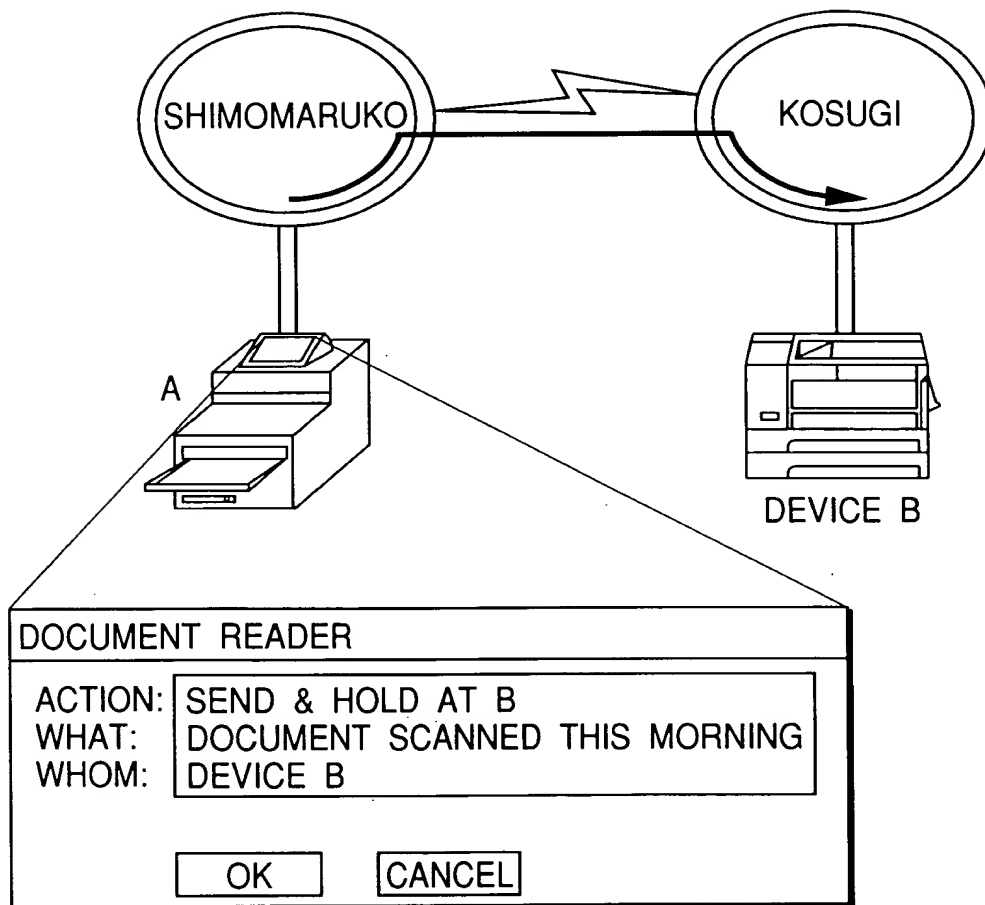 SHIMOMARUKO
KOSUGI
A
DEVICE B
DOCUMENT READER
ACTION: SEND & HOLD AT B
WHAT: DOCUMENT SCANNED THIS MORNING
WHOM: DEVICE B
OK CANCEL